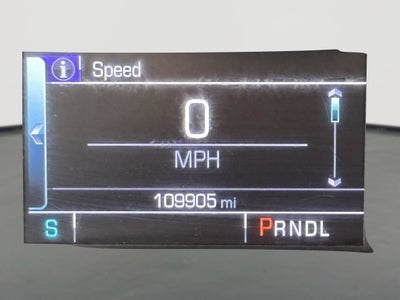 i Speed
0
MPH
109905 mi
S PRNDL